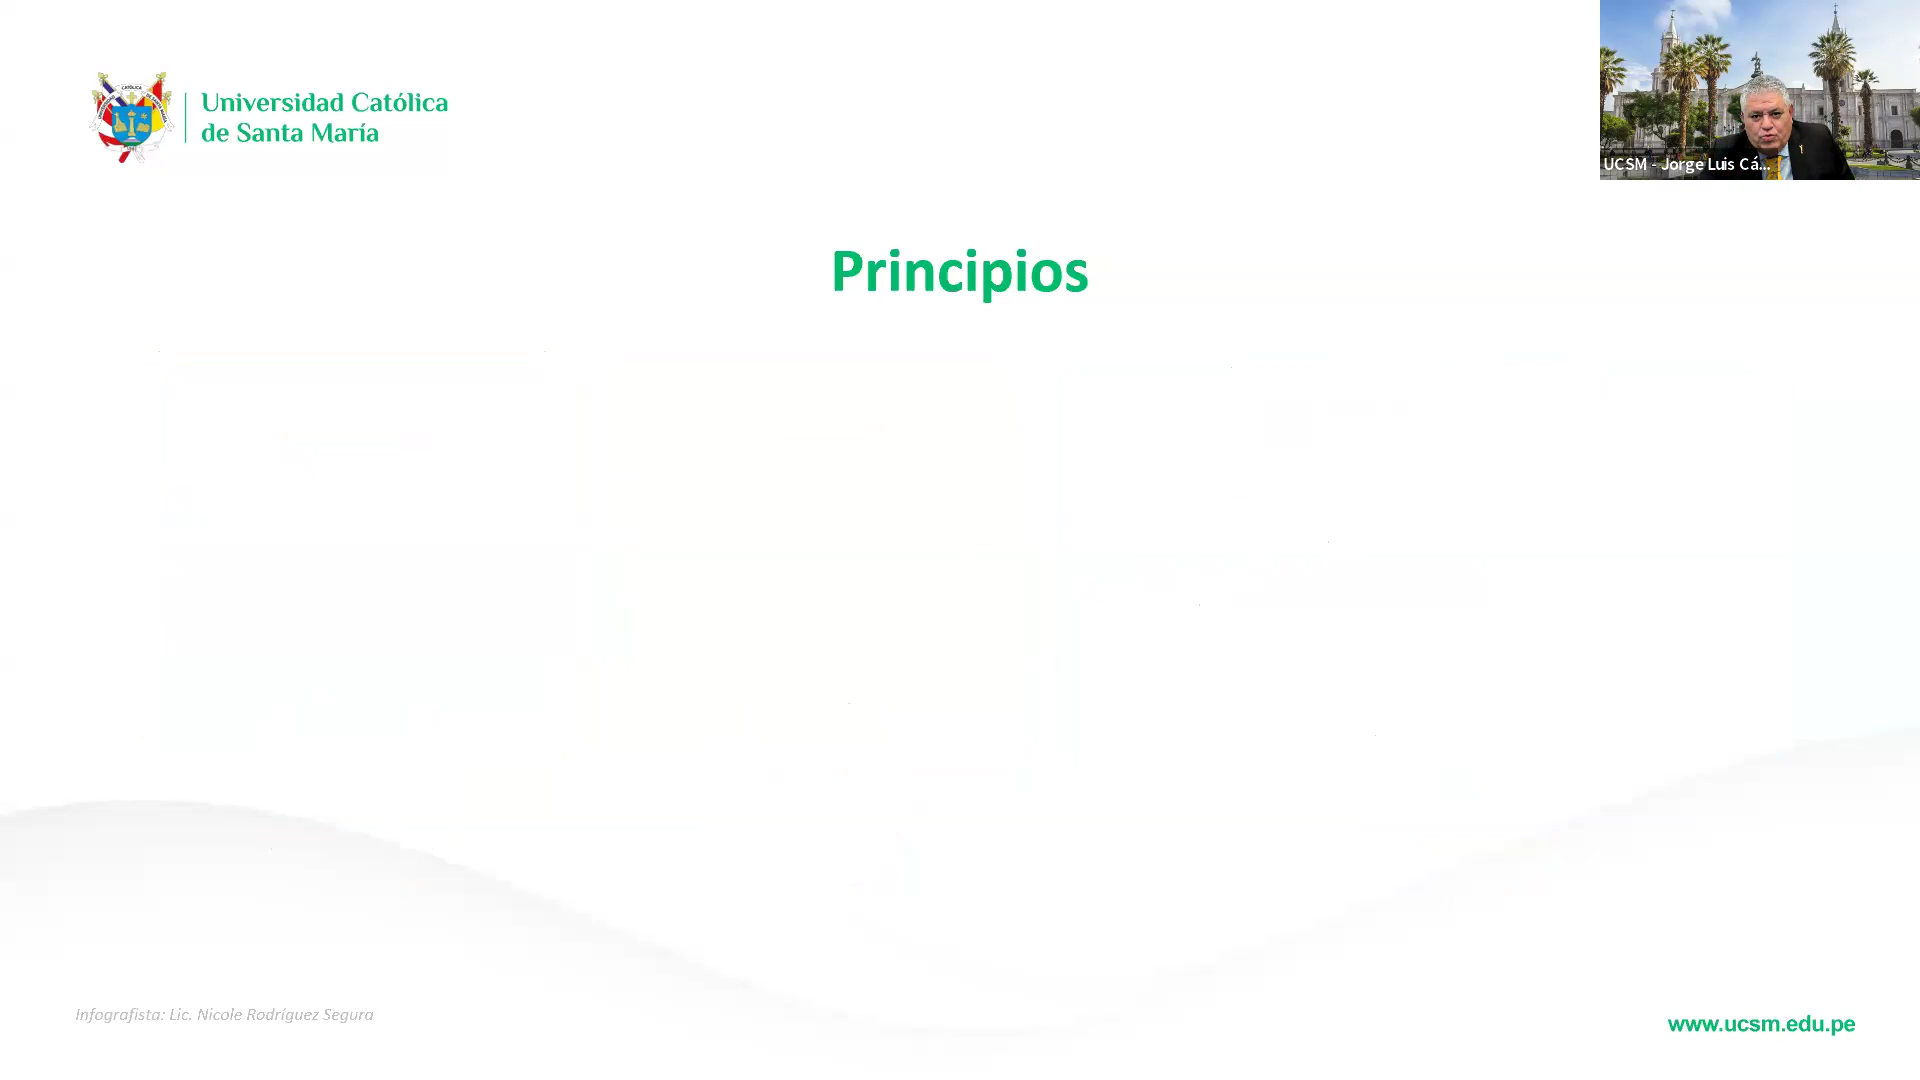 Universidad Católica
de Santa María
UCSM - Jorge Luis Cá...
Principios
Infografista: Lic. Nicole Rodríguez Segura
www.ucsm.edu.pe